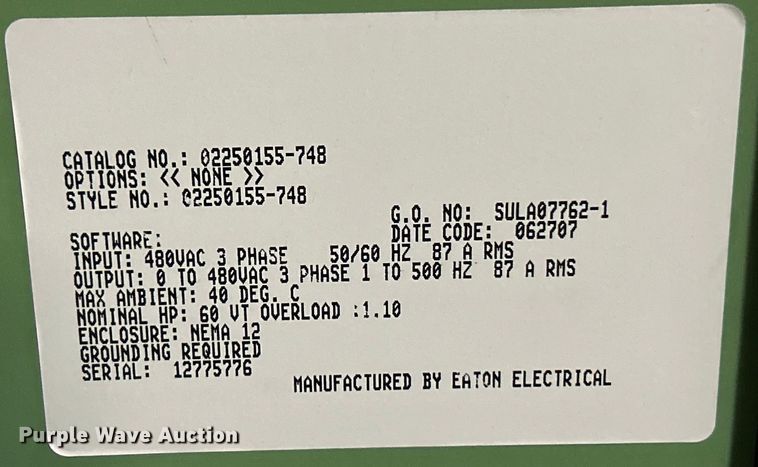 CATALOG NO.: 02250155-748
OPTIONS: << NONE >>
STYLE NO.: 02250155-748
G.O. NO: SULA07762-1
SOFTWARE: DATE CODE: 062707
INPUT: 480VAC 3 PHASE 50/60 HZ 87 A RMS
OUTPUT: 0 TO 480VAC 3 PHASE 1 TO 500 HZ 87 A RMS
MAX AMBIENT: 40 DEG. C
NOMINAL HP: 60 VT OVERLOAD :1.10
ENCLOSURE: NEMA 12
GROUNDING REQUIRED
SERIAL: 12775776
MANUFACTURED BY EATON ELECTRICAL
Purple Wave Auction